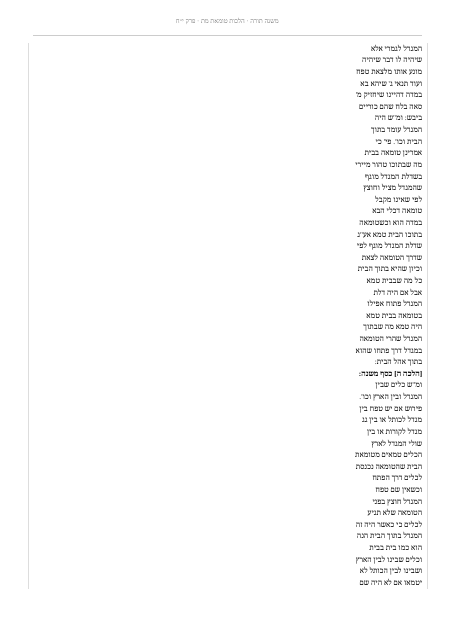 משנה תורה · הלכות טומאת מת · פרק י״ח
המגדל לגמרי אלא
שיהיה לו דבר שיהיה
מונע אותו מלצאת טפח
ועוד תנאי ג' שיהא בא
במדה דהיינו שיחזיק מ'
סאה בלח שהם כוריים
ביבש: ומ"ש היה
המגדל עומד בתוך
הבית וכו'. פי' כי
אמרינן טומאה בבית
מה שבתוכו טהור מיירי
בשדלת המגדל מוגף
שהמגדל מציל וחוצץ
לפי שאינו מקבל
טומאה דכלי הבא
במדה הוא וכשטומאה
בתוכו הבית טמא אע"ג
שדלת המגדל מוגף לפי
שדרך הטומאה לצאת
וכיון שהיא בתוך הבית
כל מה שבבית טמא
אבל אם היה דלת
המגדל פתוח אפילו
בטומאה בבית טמא
היה טמא מה שבתוך
המגדל שהרי הטומאה
במגדל דרך פתחו שהוא
בתוך אהל הבית:
[הלכה ה] כסף משנה:
ומ"ש כלים שבין
המגדל ובין הארץ וכו'.
פירוש אם יש טפח בין
מגדל לכותל או בין גג
מגדל לקורות או בין
שולי המגדל לארץ
הכלים טמאים מטומאת
הבית שהטומאה נכנסת
לכלים דרך הפתח
וכשאין שם טפח
המגדל חוצץ בפני
הטומאה שלא תגיע
לכלים כי כאשר היה זה
המגדל בתוך הבית הנה
הוא כמו בית בבית
וכלים שבינו לבין הארץ
ושבינו לבין הכותל לא
יטמאו אם לא היה שם